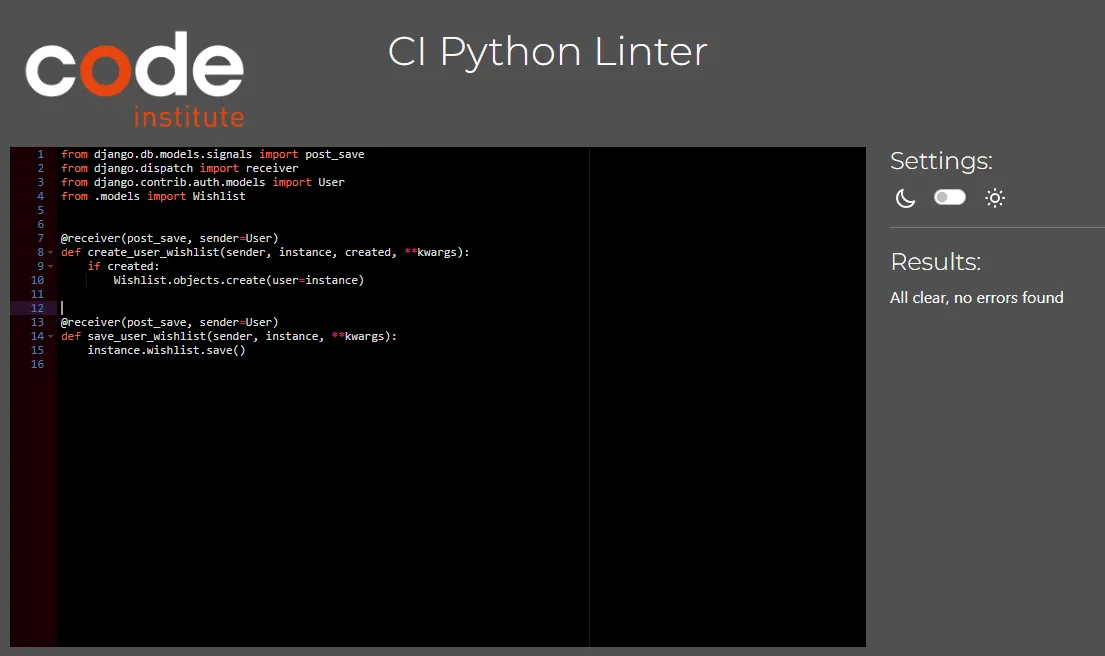 code
institute
CI Python Linter
1 from django.db.models.signals import post_save
2 from django.dispatch import receiver
3 from django.contrib.auth.models import User
4 from .models import Wishlist
5
6
7 @receiver(post_save, sender=User)
8 def create_user_wishlist(sender, instance, created, **kwargs):
9     if created:
10         Wishlist.objects.create(user=instance)
11
12
13 @receiver(post_save, sender=User)
14 def save_user_wishlist(sender, instance, **kwargs):
15     instance.wishlist.save()
16
Settings:
Results:
All clear, no errors found